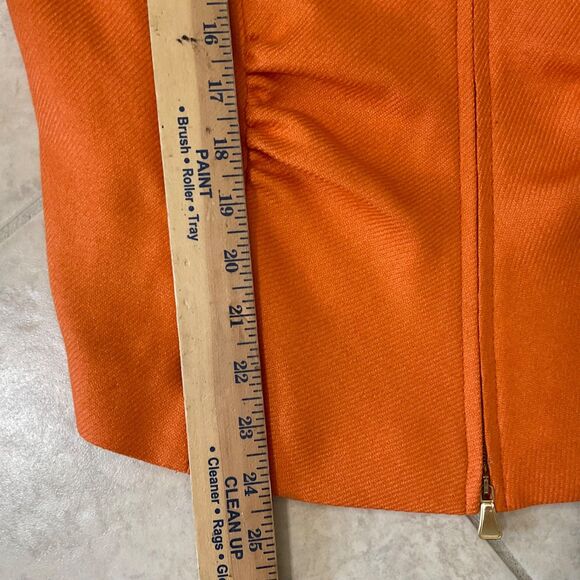 16
17
18
19
20
21
22
23
24
25
PAINT
• Brush • Roller • Tray
CLEAN UP
• Cleaner • Rags •